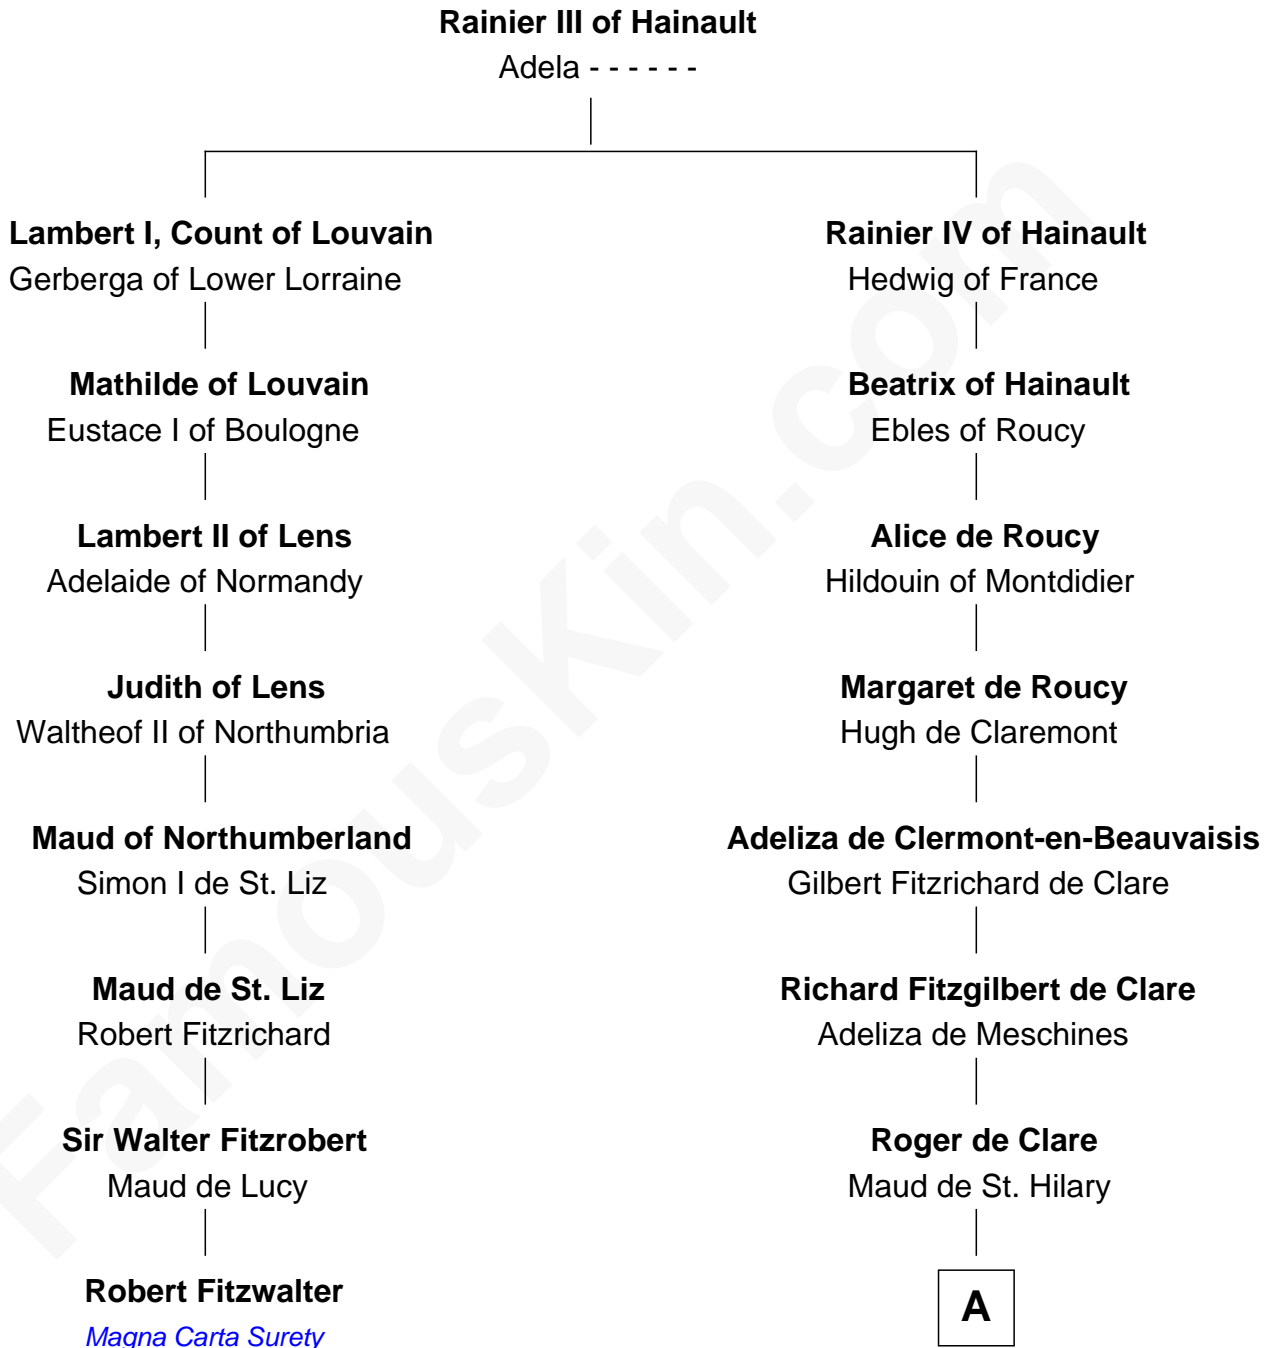 Rainier III of Hainault
Adela - - - - - -
Lambert I, Count of Louvain
Gerberga of Lower Lorraine
Rainier IV of Hainault
Hedwig of France
Mathilde of Louvain
Eustace I of Boulogne
Beatrix of Hainault
Ebles of Roucy
Lambert II of Lens
Adelaide of Normandy
Alice de Roucy
Hildouin of Montdidier
Judith of Lens
Waltheof II of Northumbria
Margaret de Roucy
Hugh de Claremont
Maud of Northumberland
Simon I de St. Liz
Adeliza de Clermont-en-Beauvaisis
Gilbert Fitzrichard de Clare
Maud de St. Liz
Robert Fitzrichard
Richard Fitzgilbert de Clare
Adeliza de Meschines
Sir Walter Fitzrobert
Maud de Lucy
Roger de Clare
Maud de St. Hilary
Robert Fitzwalter
Magna Carta Surety
A
FamousKin.com